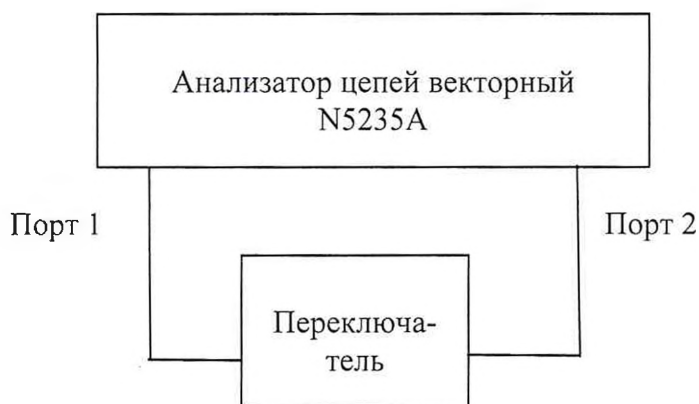 Анализатор цепей векторный
N5235A
Порт 1
Порт 2
Переключа-
тель